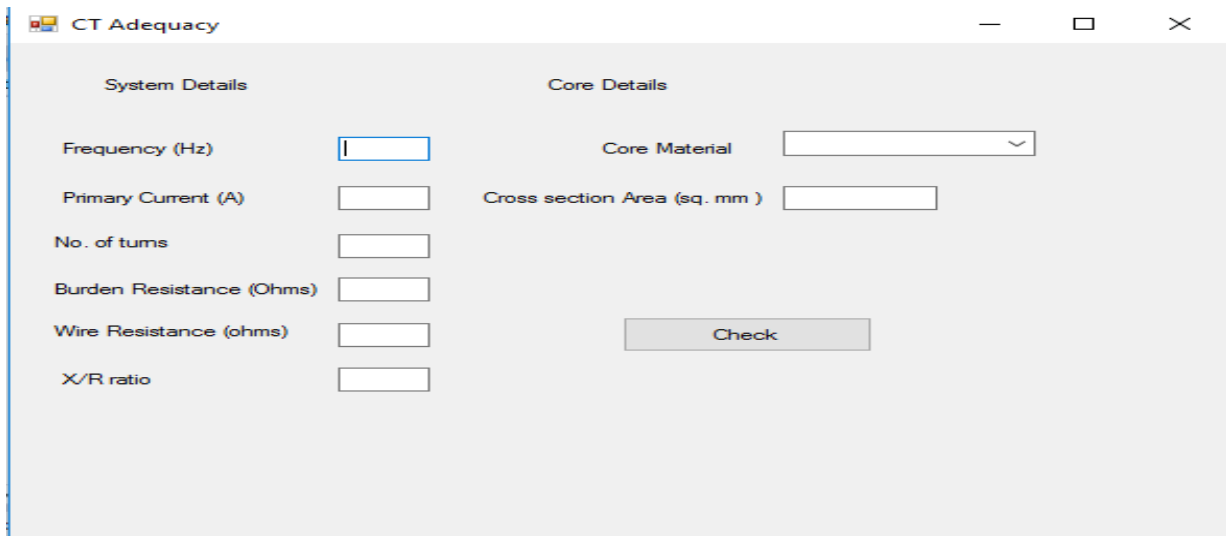 CT Adequacy
System Details
Core Details
Frequency (Hz)
Core Material
Primary Current (A)
Cross section Area (sq. mm )
No. of turns
Burden Resistance (Ohms)
Wire Resistance (ohms)
Check
X/R ratio